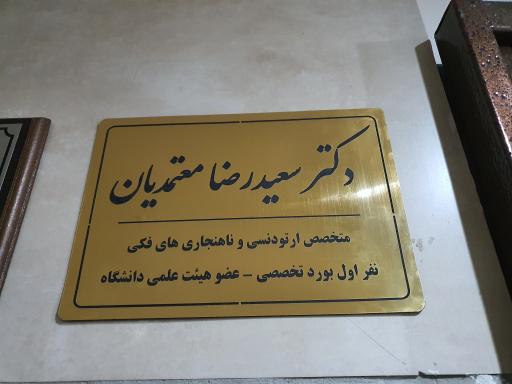 دکتر سعیدرضا معتمدیان
متخصص ارتودنسی و ناهنجاری های فکی
نفر اول بورد تخصصی - عضو هیئت علمی دانشگاه